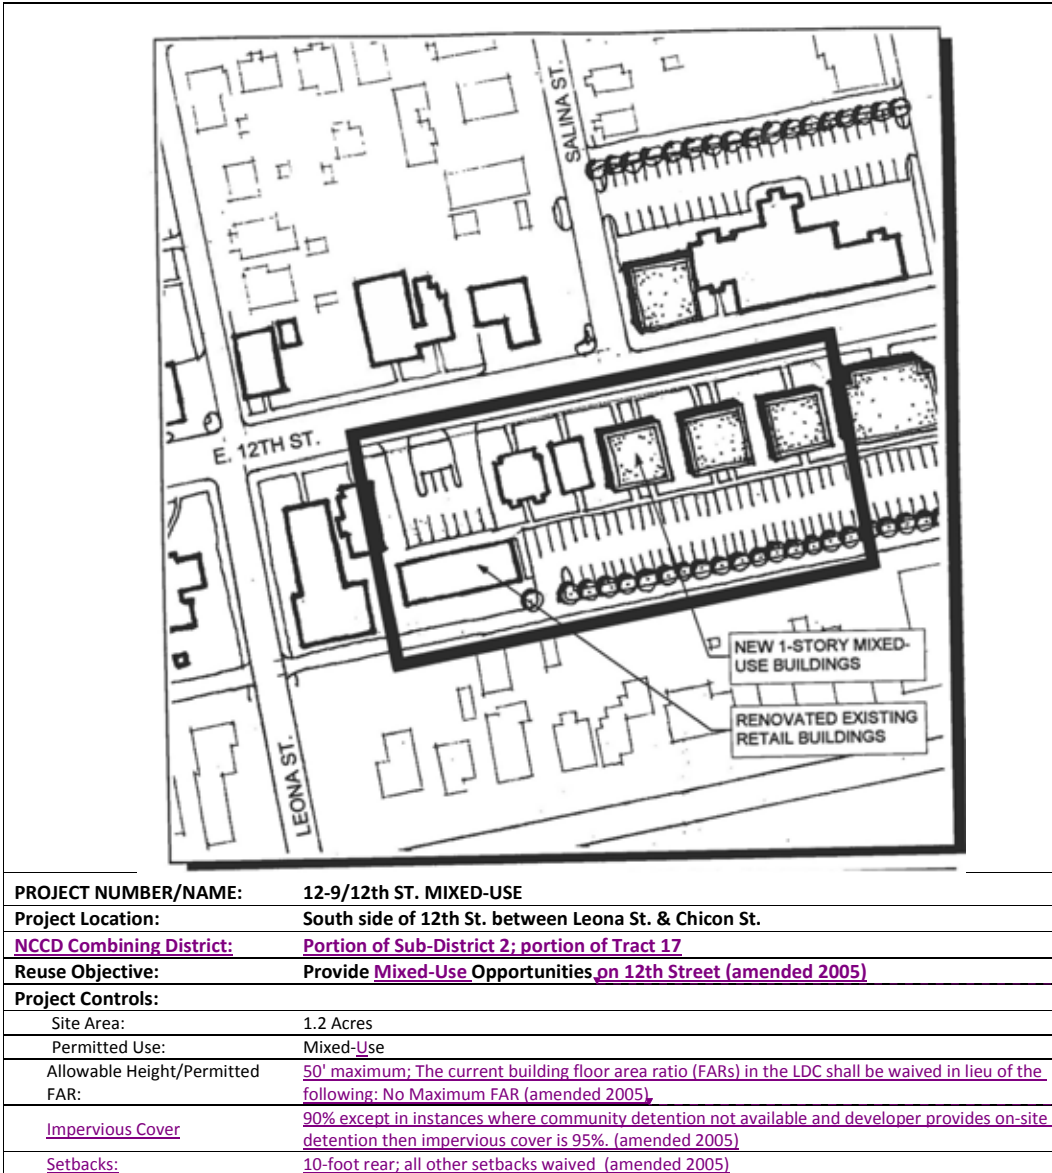 SALINA ST.
E. 12TH ST.
LEONA ST.
NEW 1-STORY MIXED-
USE BUILDINGS
RENOVATED EXISTING
RETAIL BUILDINGS
PROJECT NUMBER/NAME: 12-9/12th ST. MIXED-USE
Project Location: South side of 12th St. between Leona St. & Chicon St.
NCCD Combining District: Portion of Sub-District 2; portion of Tract 17
Reuse Objective: Provide Mixed-Use Opportunities on 12th Street (amended 2005)
Project Controls:
Site Area: 1.2 Acres
Permitted Use: Mixed-Use
Allowable Height/Permitted
FAR:
50' maximum; The current building floor area ratio (FARs) in the LDC shall be waived in lieu of the
following: No Maximum FAR (amended 2005)
Impervious Cover
90% except in instances where community detention not available and developer provides on-site
detention then impervious cover is 95%. (amended 2005)
Setbacks: 10-foot rear; all other setbacks waived (amended 2005)